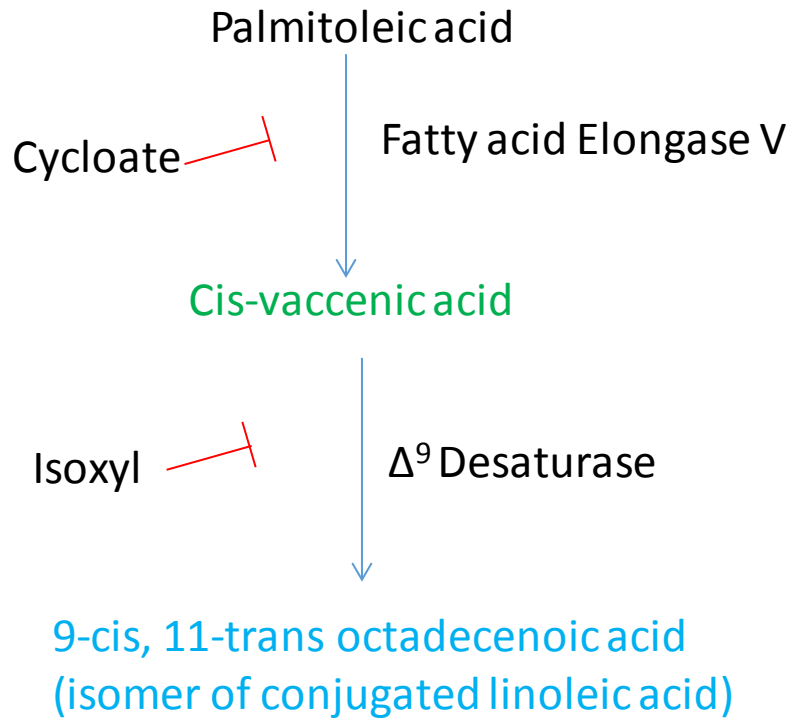 Palmitoleic acid
Cycloate
Fatty acid Elongase V
Cis-vaccenic acid
Isoxyl
Δ⁹ Desaturase
9-cis, 11-trans octadecenoic acid
(isomer of conjugated linoleic acid)